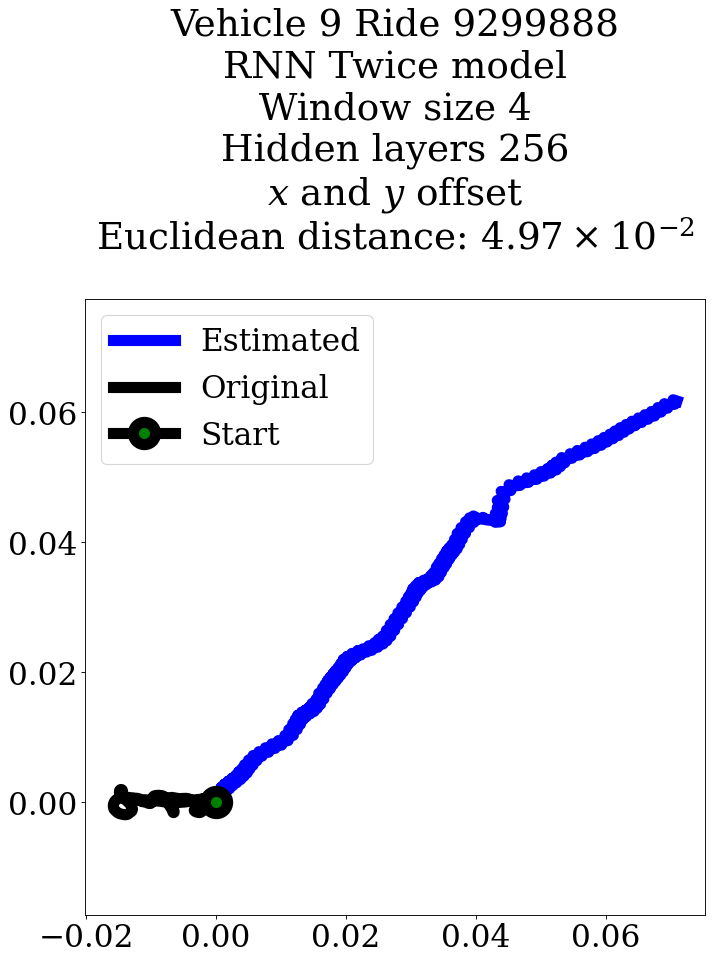 Vehicle 9 Ride 9299888
RNN Twice model
Window size 4
Hidden layers 256
x and y offset
Euclidean distance: 4.97 × 10⁻²
Estimated
Original
Start
0.06
0.04
0.02
0.00
−0.02 0.00 0.02 0.04 0.06